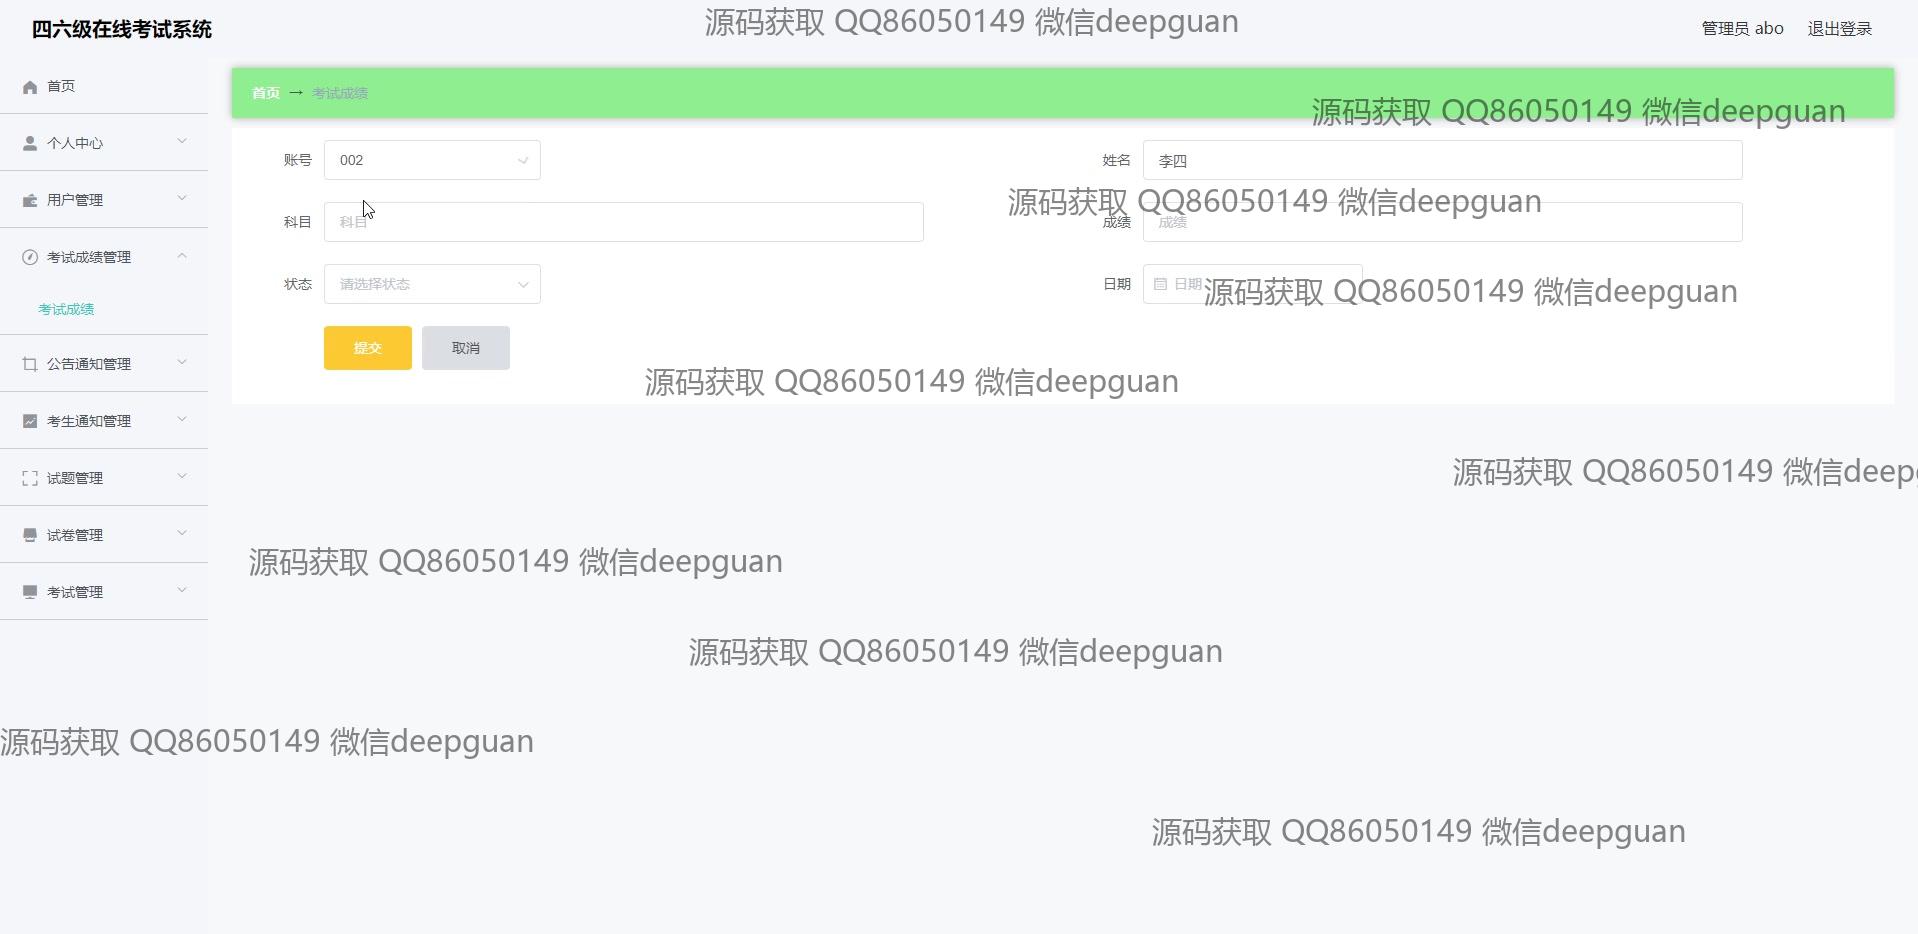 四六级在线考试系统
源码获取 QQ86050149 微信deepguan
管理员 abo 退出登录
首页
个人中心
用户管理
考试成绩管理
考试成绩
公告通知管理
考生通知管理
试题管理
试卷管理
考试管理
首页 → 考试成绩
源码获取 QQ86050149 微信deepguan
账号 002
姓名 李四
源码获取 QQ86050149 微信deepguan
科目 科目
成绩 成绩
状态 请选择状态
日期 日期
源码获取 QQ86050149 微信deepguan
提交 取消
源码获取 QQ86050149 微信deepguan
源码获取 QQ86050149 微信deep
源码获取 QQ86050149 微信deepguan
源码获取 QQ86050149 微信deepguan
源码获取 QQ86050149 微信deepguan
源码获取 QQ86050149 微信deepguan